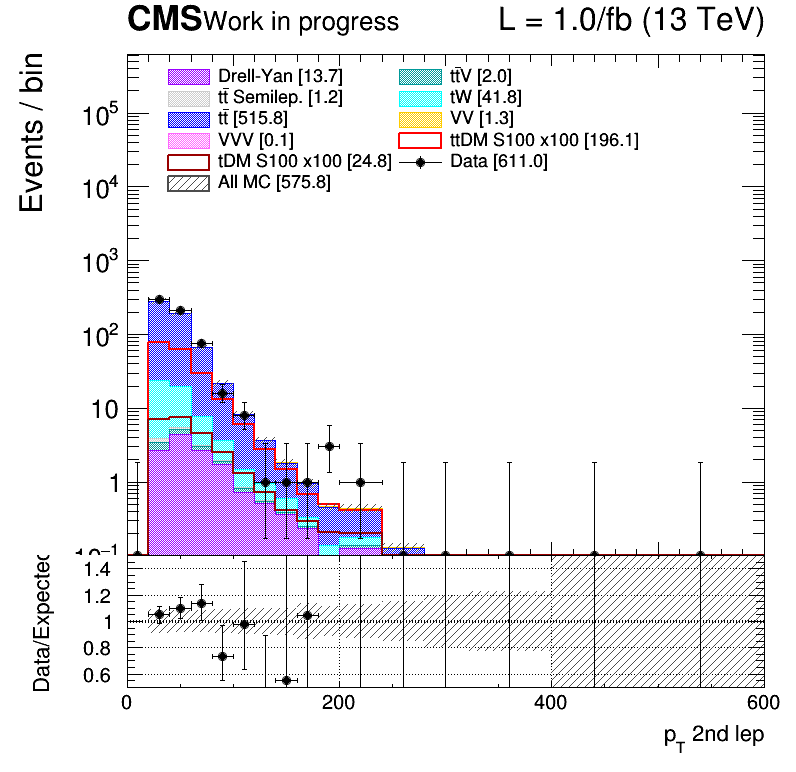 CMS Work in progress L = 1.0/fb (13 TeV)
Events / bin
Drell-Yan [13.7] tt̄V [2.0]
tt̄ Semilep. [1.2] tW [41.8]
tt̄ [515.8] VV [1.3]
VVV [0.1] ttDM S100 x100 [196.1]
tDM S100 x100 [24.8] Data [611.0]
All MC [575.8]
10⁵
10⁴
10³
10²
10
1
10⁻¹
Data/Expected
1.4
1.2
1
0.8
0.6
0 200 400 600
p_T 2nd lep